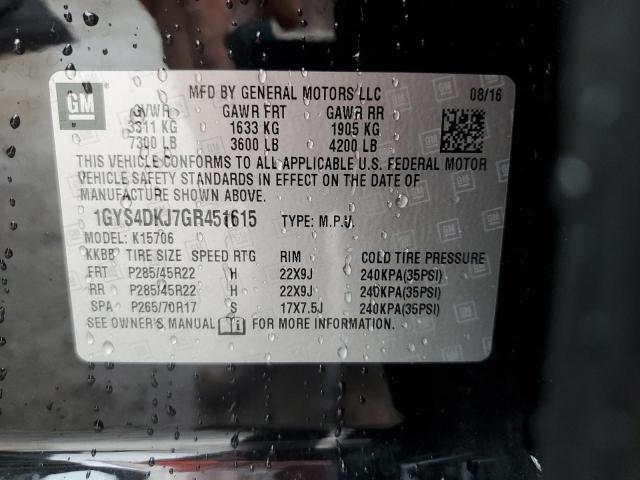 GM
MFD BY GENERAL MOTORS LLC 08/16
GVWR GAWR FRT GAWR RR
3311 KG 1633 KG 1905 KG
7300 LB 3600 LB 4200 LB
THIS VEHICLE CONFORMS TO ALL APPLICABLE U.S. FEDERAL MOTOR
VEHICLE SAFETY STANDARDS IN EFFECT ON THE DATE OF
MANUFACTURE SHOWN ABOVE.
1GYS4DKJ7GR451615 TYPE: M.P.V.
MODEL: K15706
KKBB TIRE SIZE SPEED RTG RIM COLD TIRE PRESSURE
FRT P285/45R22 H 22X9J 240KPA(35PSI)
RR P285/45R22 H 22X9J 240KPA(35PSI)
SPA P265/70R17 S 17X7.5J 240KPA(35PSI)
SEE OWNER'S MANUAL FOR MORE INFORMATION